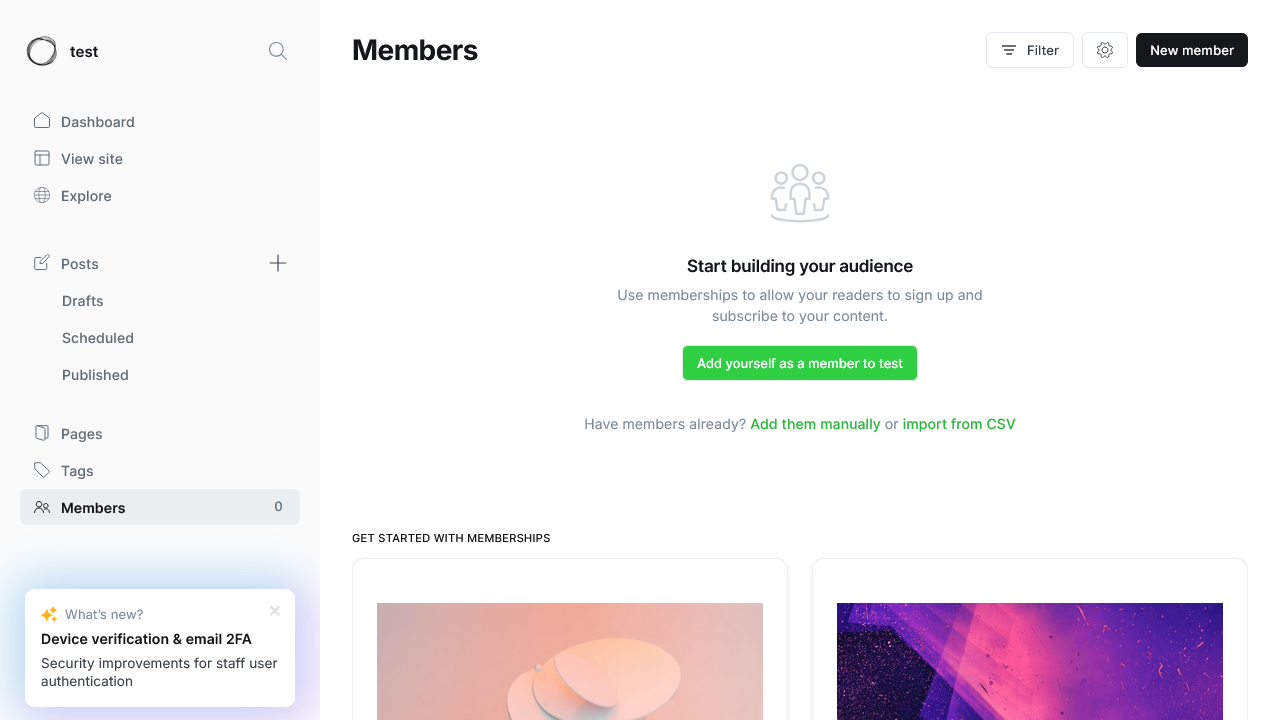 test
Dashboard
View site
Explore
Posts
Drafts
Scheduled
Published
Pages
Tags
Members
0
What's new?
Device verification & email 2FA
Security improvements for staff user
authentication
Members
Filter
New member
Start building your audience
Use memberships to allow your readers to sign up and
subscribe to your content.
Add yourself as a member to test
Have members already? Add them manually or import from CSV
GET STARTED WITH MEMBERSHIPS